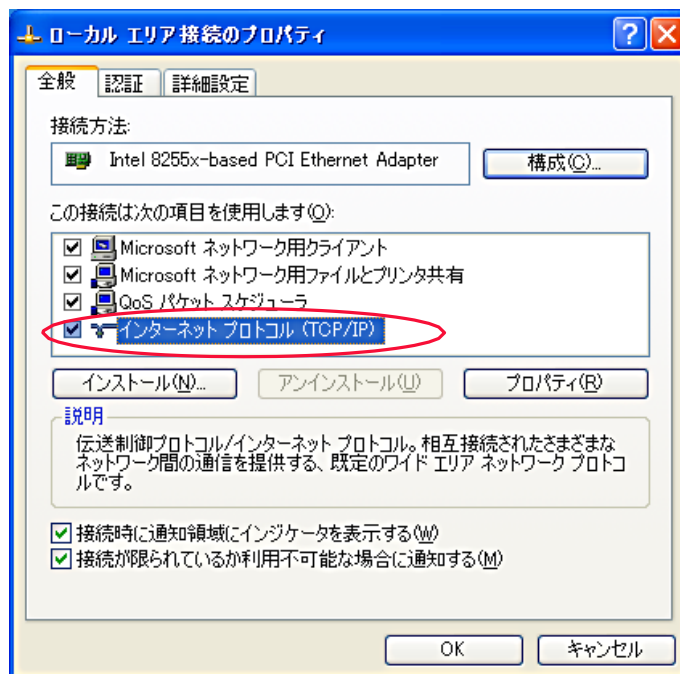 ローカル エリア接続のプロパティ
全般 認証 詳細設定
接続方法:
Intel 8255x-based PCI Ethernet Adapter 構成(C)...
この接続は次の項目を使用します(O):
Microsoft ネットワーク用クライアント
Microsoft ネットワーク用ファイルとプリンタ共有
QoS パケット スケジューラ
インターネット プロトコル (TCP/IP)
インストール(N)... アンインストール(U) プロパティ(R)
説明
伝送制御プロトコル/インターネット プロトコル。相互接続されたさまざまな
ネットワーク間の通信を提供する、既定のワイド エリア ネットワーク プロトコ
ルです。
接続時に通知領域にインジケータを表示する(W)
接続が限られているか利用不可能な場合に通知する(M)
OK キャンセル